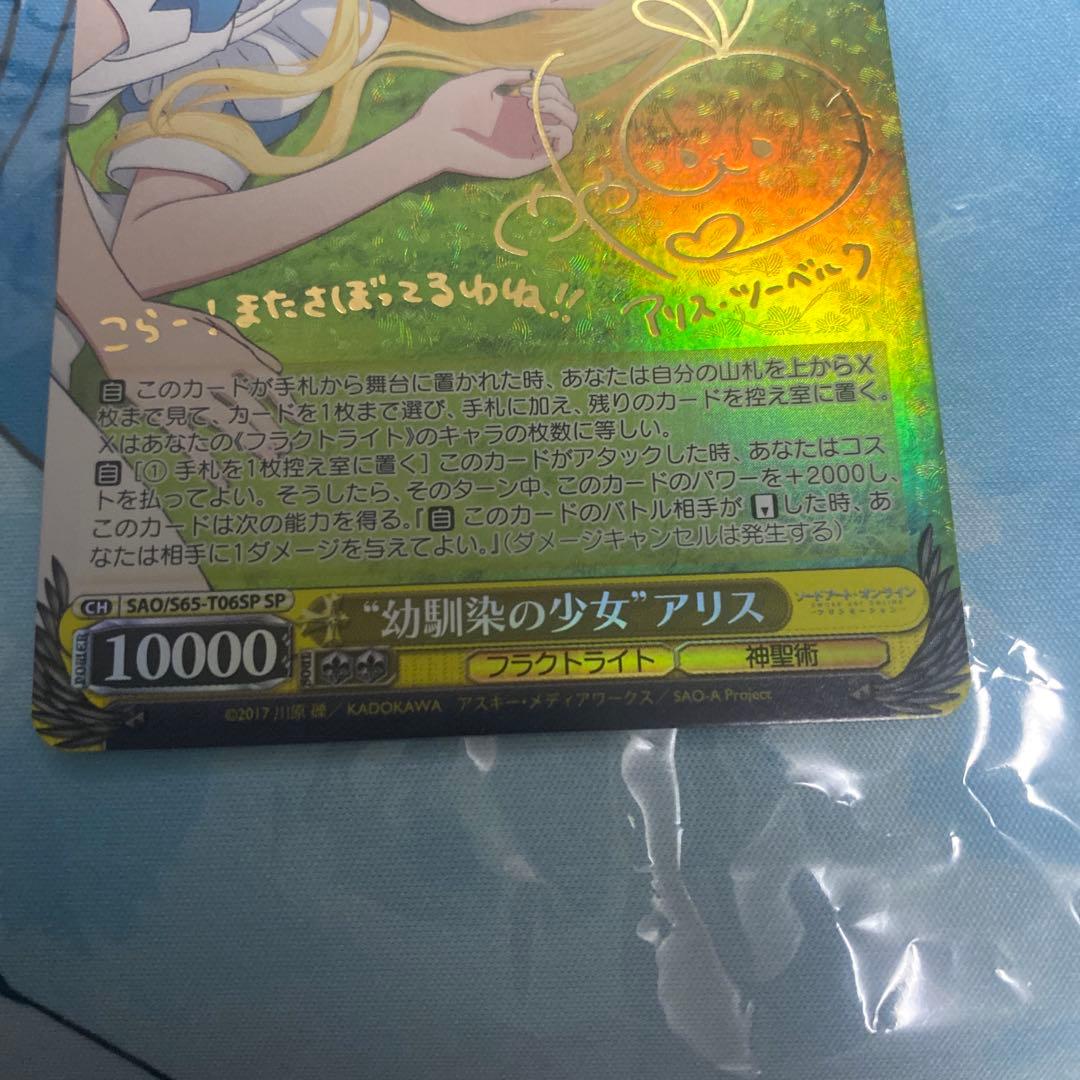 こらー!またさぼってるわね!!
アリス・ツーベルク
自 このカードが手札から舞台に置かれた時、あなたは自分の山札を上からX
枚まで見て、カードを1枚まで選び、手札に加え、残りのカードを控え室に置く。
Xはあなたの《フラクトライト》のキャラの枚数に等しい。
自 [① 手札を1枚控え室に置く] このカードがアタックした時、あなたはコス
トを払ってよい。そうしたら、そのターン中、このカードのパワーを+2000し、
このカードは次の能力を得る。「自 このカードのバトル相手が した時、あ
なたは相手に1ダメージを与えてよい。」(ダメージキャンセルは発生する)
CH SAO/S65-T06SP SP
“幼馴染の少女”アリス
ソードアート・オンライン
SWORD ART ONLINE
アリシゼーション
POWER 10000
SOUL
フラクトライト
神聖術
©2017 川原 礫/KADOKAWA アスキー・メディアワークス/SAO-A Project